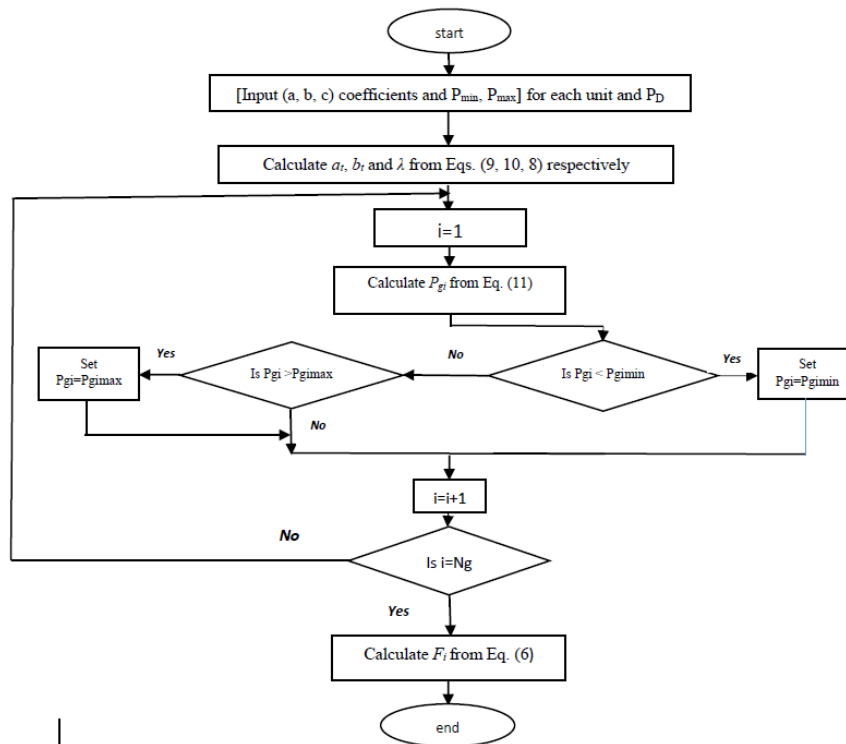 start
[Input (a, b, c) coefficients and Pmin, Pmax] for each unit and PD
Calculate at, bt and λ from Eqs. (9, 10, 8) respectively
i=1
Calculate Pgi from Eq. (11)
Yes
No
Yes
Set
Pgi=Pgimax
Is Pgi >Pgimax
Is Pgi < Pgimin
Set
Pgi=Pgimin
No
i=i+1
No
Is i=Ng
Yes
Calculate Fi from Eq. (6)
end